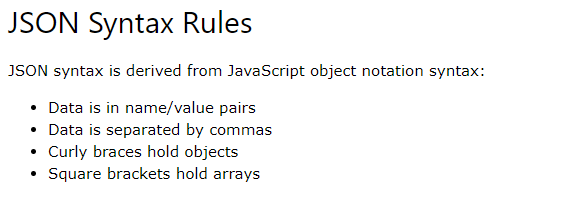 JSON Syntax Rules
JSON syntax is derived from JavaScript object notation syntax:
• Data is in name/value pairs
• Data is separated by commas
• Curly braces hold objects
• Square brackets hold arrays